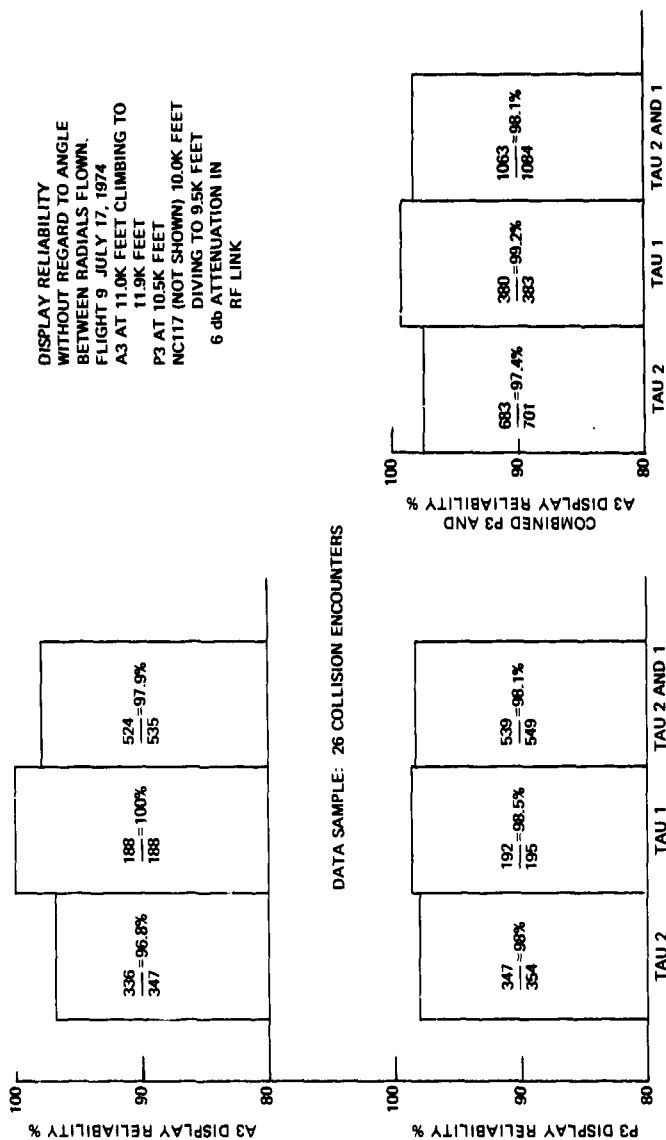 DISPLAY RELIABILITY
WITHOUT REGARD TO ANGLE
BETWEEN RADIALS FLOWN.
FLIGHT 9 JULY 17, 1974
A3 AT 11.0K FEET CLIMBING TO
11.9K FEET
P3 AT 10.5K FEET
NC117 (NOT SHOWN) 10.0K FEET
DIVING TO 9.5K FEET
6 db ATTENUATION IN
RF LINK
A3 DISPLAY RELIABILITY %
100
90
80
336/347=96.8%
188/188=100%
524/535=97.9%
DATA SAMPLE: 26 COLLISION ENCOUNTERS
P3 DISPLAY RELIABILITY %
100
90
80
347/354=98%
192/195=98.5%
539/549=98.1%
TAU 2
TAU 1
TAU 2 AND 1
COMBINED P3 AND
A3 DISPLAY RELIABILITY %
100
90
80
683/701=97.4%
380/383=99.2%
1063/1084=98.1%
TAU 2
TAU 1
TAU 2 AND 1